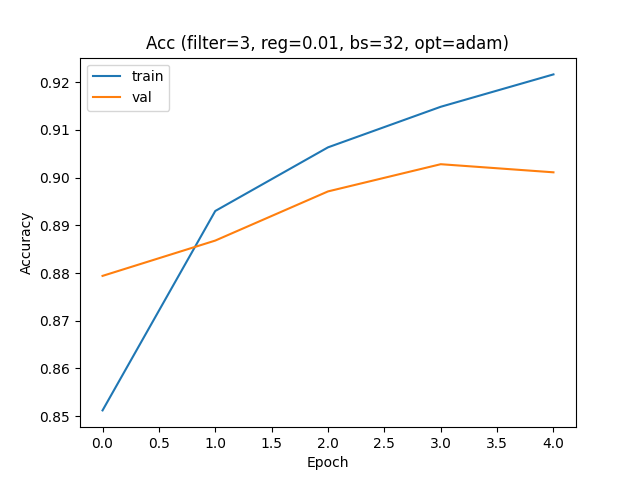 Acc (filter=3, reg=0.01, bs=32, opt=adam)
train
val
0.92
0.91
0.90
0.89
0.88
0.87
0.86
0.85
Accuracy
0.0 0.5 1.0 1.5 2.0 2.5 3.0 3.5 4.0
Epoch